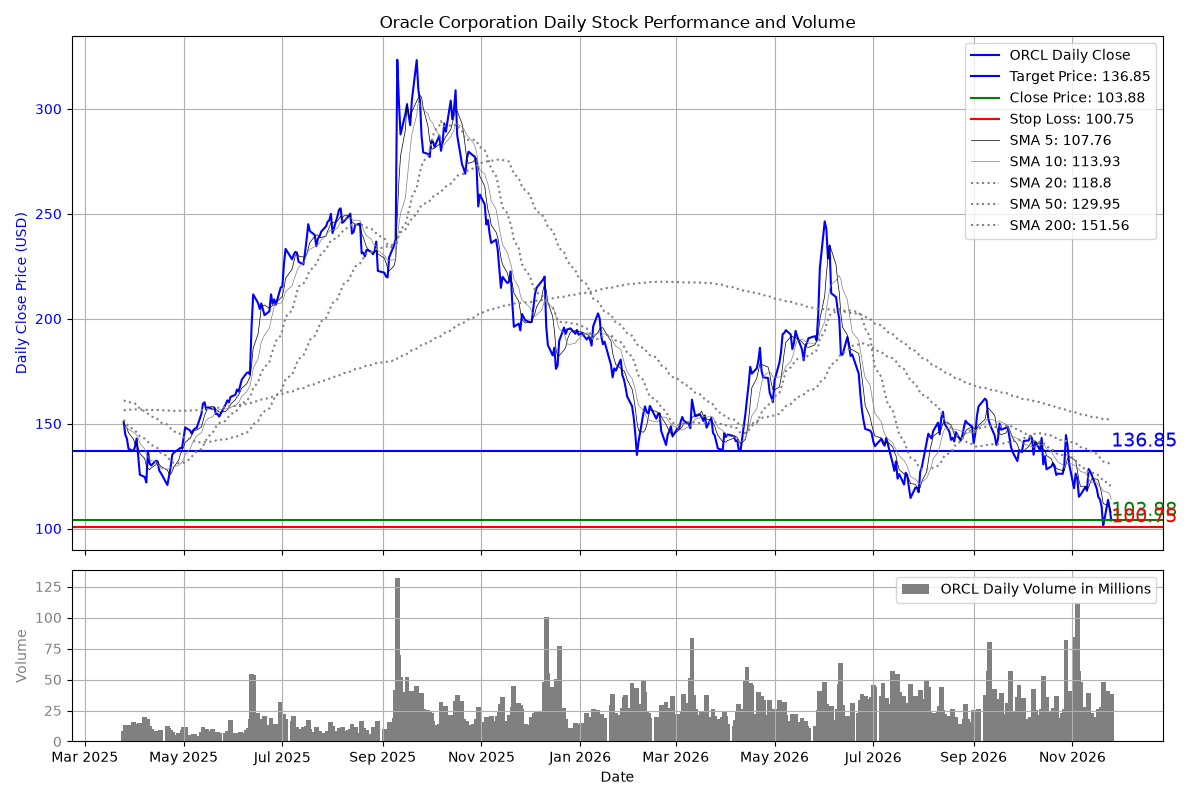 Oracle Corporation Daily Stock Performance and Volume
Daily Close Price (USD)
300
250
200
150
100
ORCL Daily Close
Target Price: 136.85
Close Price: 103.88
Stop Loss: 100.75
SMA 5: 107.76
SMA 10: 113.93
SMA 20: 118.8
SMA 50: 129.95
SMA 200: 151.56
136.85
103.88
100.75
Volume
125
100
75
50
25
0
ORCL Daily Volume in Millions
Mar 2025 May 2025 Jul 2025 Sep 2025 Nov 2025 Jan 2026 Mar 2026 May 2026 Jul 2026 Sep 2026 Nov 2026
Date